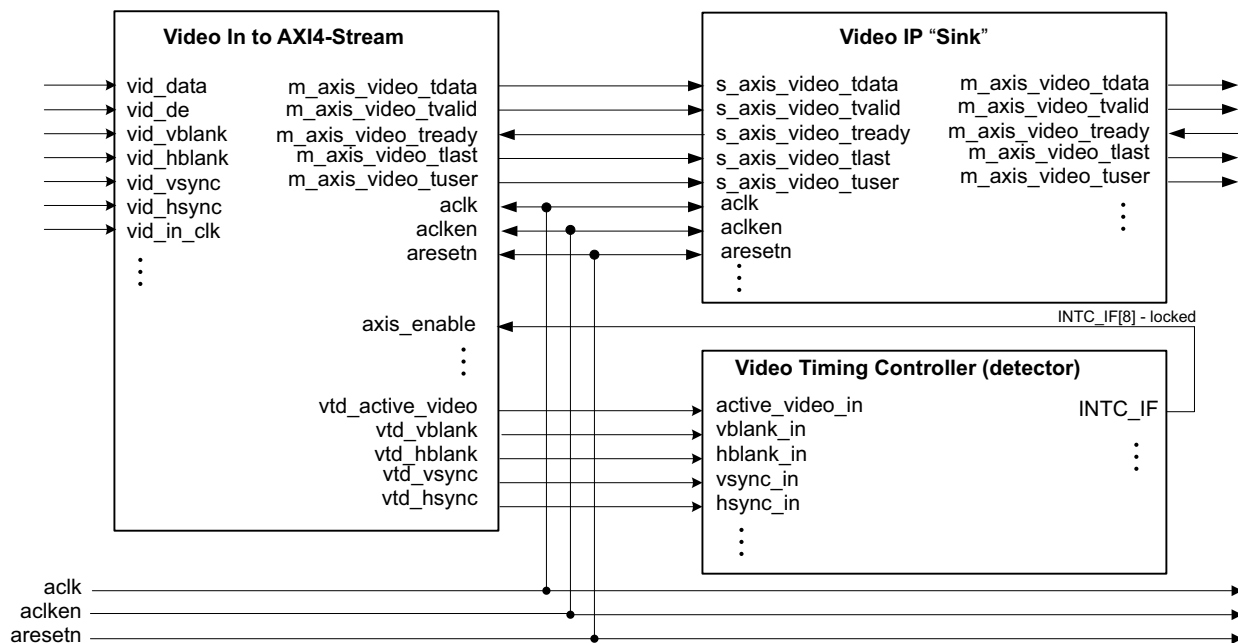 Video In to AXI4-Stream
vid_data
vid_de
vid_vblank
vid_hblank
vid_vsync
vid_hsync
vid_in_clk
m_axis_video_tdata
m_axis_video_tvalid
m_axis_video_tready
m_axis_video_tlast
m_axis_video_tuser
aclk
aclken
aresetn
axis_enable
vtd_active_video
vtd_vblank
vtd_hblank
vtd_vsync
vtd_hsync
Video IP “Sink”
s_axis_video_tdata
s_axis_video_tvalid
s_axis_video_tready
s_axis_video_tlast
s_axis_video_tuser
aclk
aclken
aresetn
m_axis_video_tdata
m_axis_video_tvalid
m_axis_video_tready
m_axis_video_tlast
m_axis_video_tuser
INTC_IF[8] - locked
Video Timing Controller (detector)
active_video_in
vblank_in
hblank_in
vsync_in
hsync_in
INTC_IF
aclk
aclken
aresetn